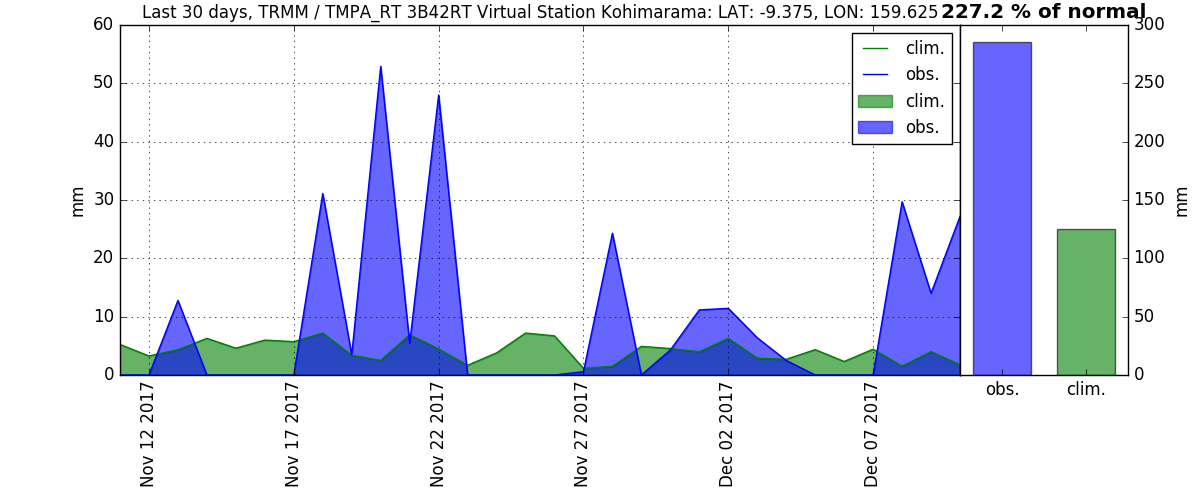 Last 30 days, TRMM / TMPA_RT 3B42RT Virtual Station Kohimarama: LAT: -9.375, LON: 159.625 227.2 % of normal
60
50
40
30
20
10
0
mm
clim.
obs.
clim.
obs.
300
250
200
150
100
50
0
mm
Nov 12 2017
Nov 17 2017
Nov 22 2017
Nov 27 2017
Dec 02 2017
Dec 07 2017
obs. clim.